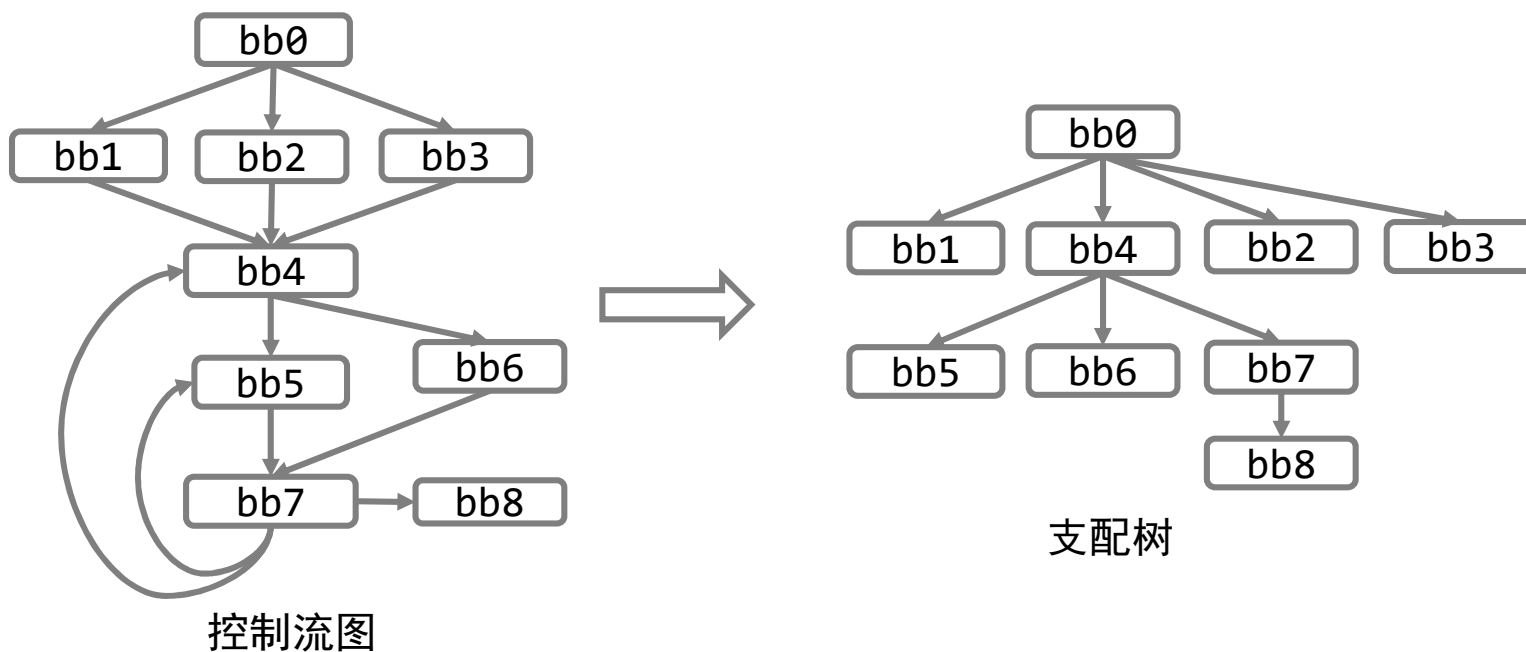 bb0
bb1
bb2
bb3
bb4
bb5
bb6
bb7
bb8
控制流图
bb0
bb1
bb4
bb2
bb3
bb5
bb6
bb7
bb8
支配树